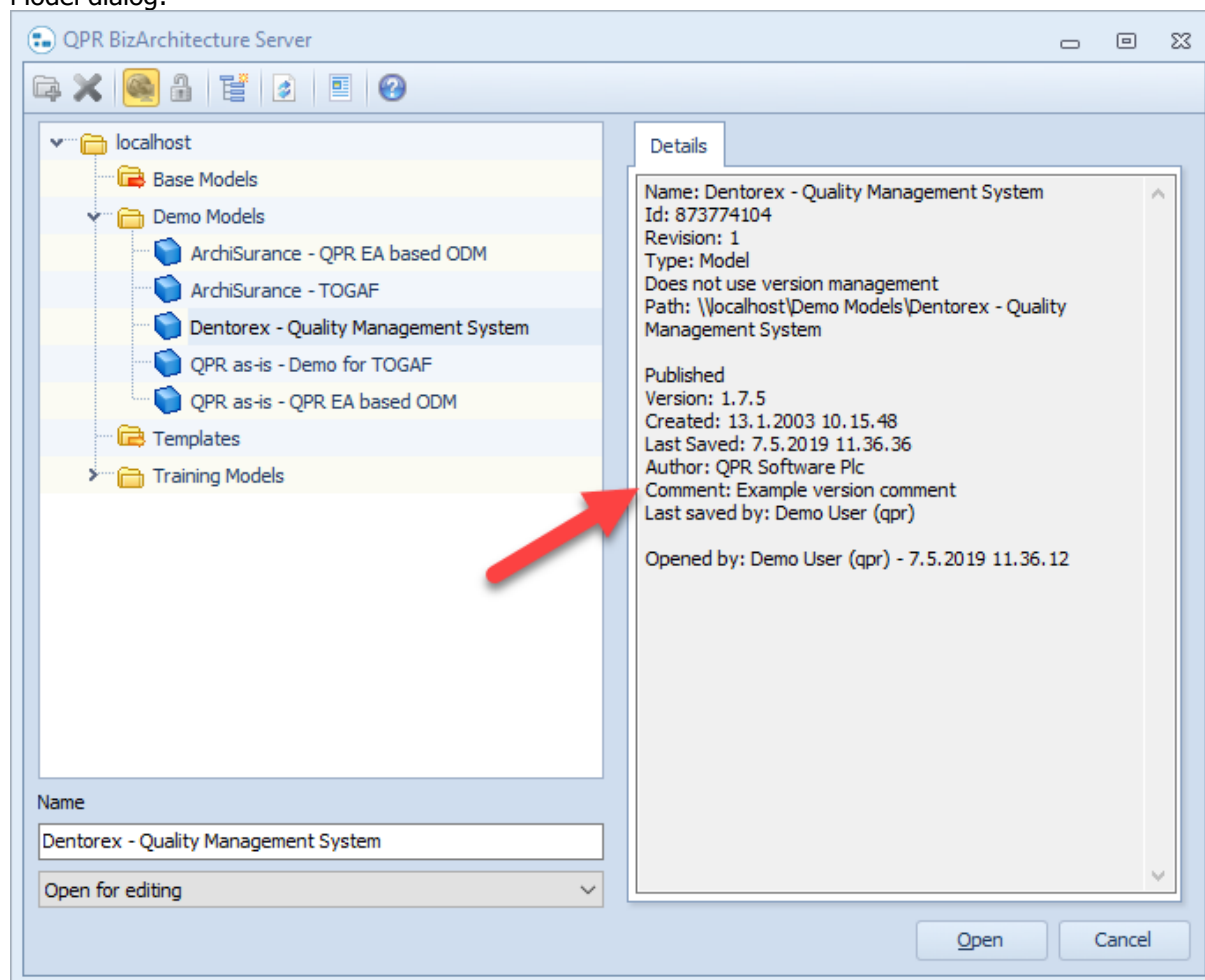 Model dialog:
QPR BizArchitecture Server
localhost
Base Models
Demo Models
ArchiSurance - QPR EA based ODM
ArchiSurance - TOGAF
Dentorex - Quality Management System
QPR as-is - Demo for TOGAF
QPR as-is - QPR EA based ODM
Templates
Training Models
Name
Dentorex - Quality Management System
Open for editing
Details
Name: Dentorex - Quality Management System
Id: 873774104
Revision: 1
Type: Model
Does not use version management
Path: \\localhost\Demo Models\Dentorex - Quality
Management System
Published
Version: 1.7.5
Created: 13.1.2003 10.15.48
Last Saved: 7.5.2019 11.36.36
Author: QPR Software Plc
Comment: Example version comment
Last saved by: Demo User (qpr)
Opened by: Demo User (qpr) - 7.5.2019 11.36.12
Open
Cancel